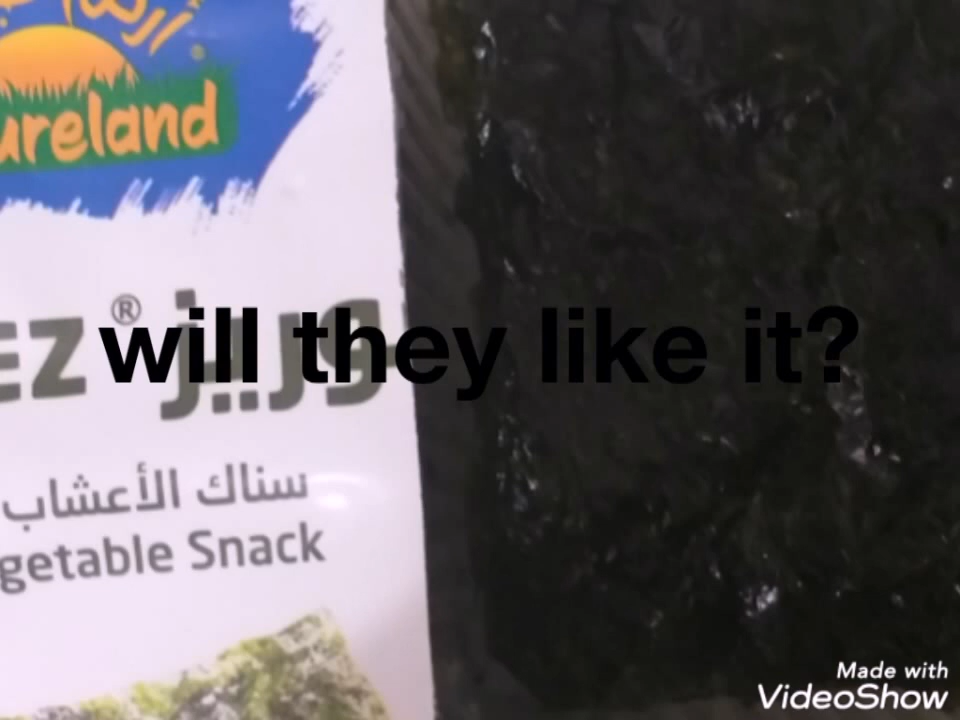 ureland
EZ ® وريز
will they like it?
سناك الأعشاب
getable Snack
Made with
VideoShow